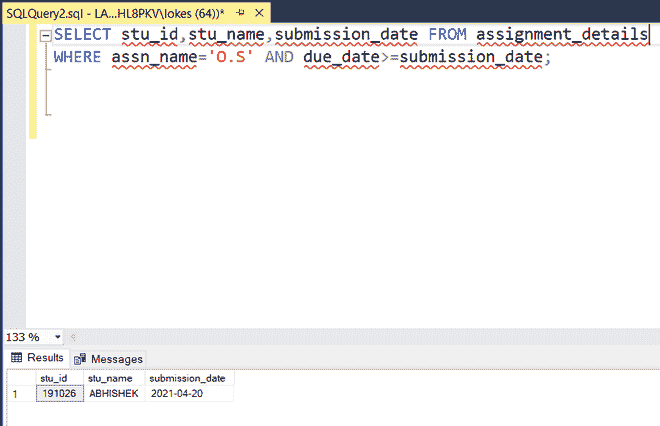 SQLQuery2.sql - LA...HL8PKV\lokes (64))*
SELECT stu_id,stu_name,submission_date FROM assignment_details
WHERE assn_name='O.S' AND due_date>=submission_date;
133 %
Results Messages
stu_id stu_name submission_date
1 191026 ABHISHEK 2021-04-20